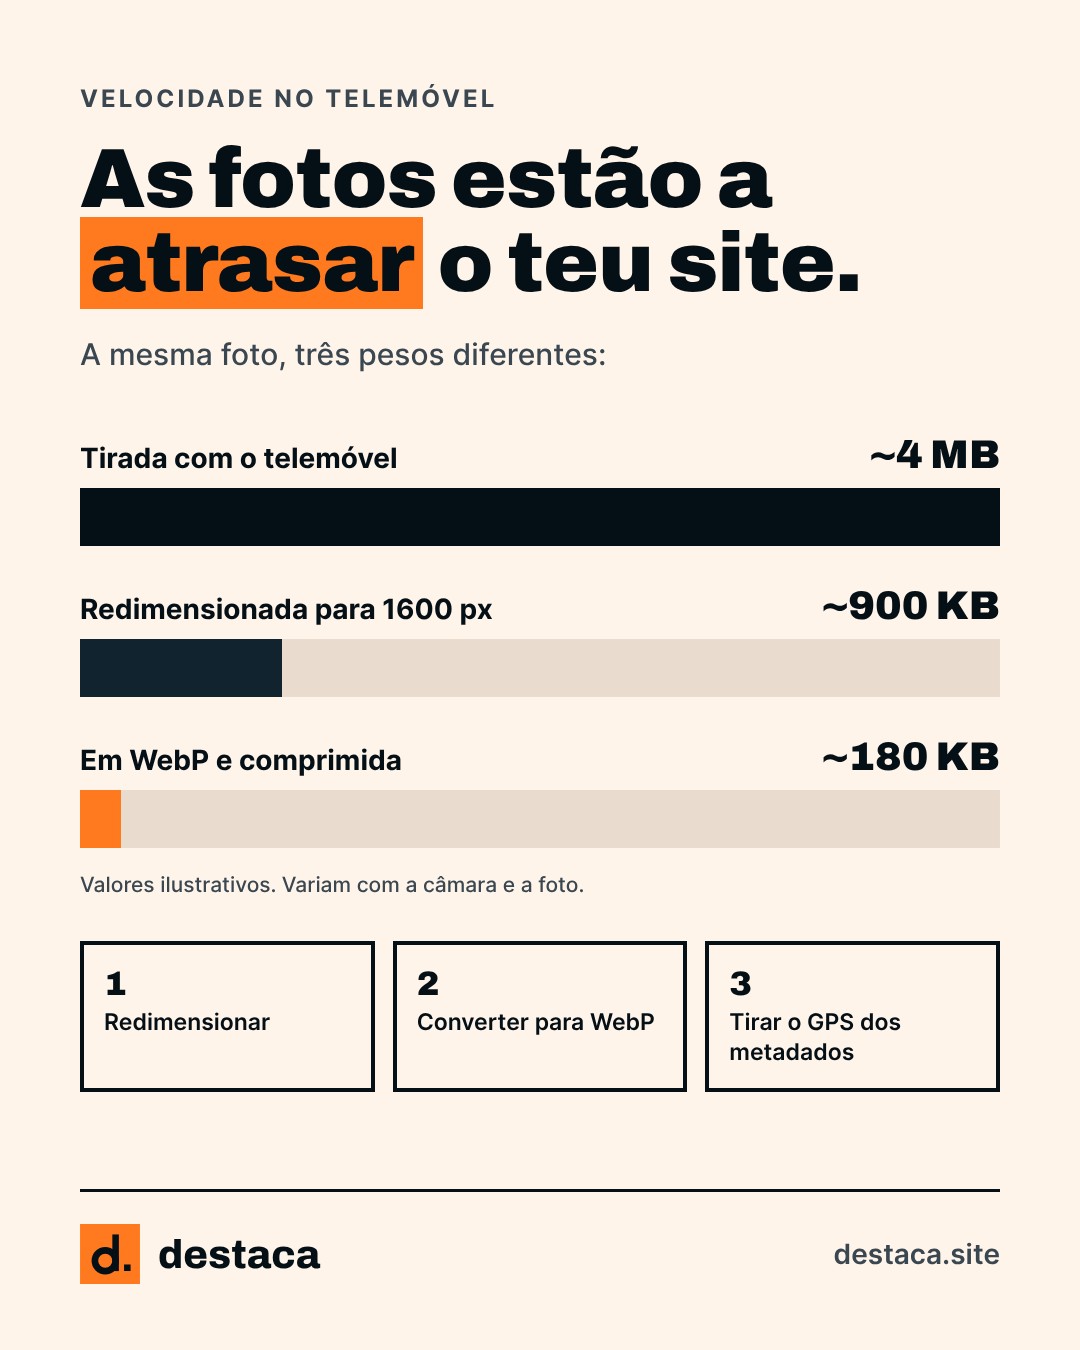 VELOCIDADE NO TELEMÓVEL
As fotos estão a
atrasar o teu site.
A mesma foto, três pesos diferentes:
Tirada com o telemóvel ~4 MB
Redimensionada para 1600 px ~900 KB
Em WebP e comprimida ~180 KB
Valores ilustrativos. Variam com a câmara e a foto.
1
Redimensionar
2
Converter para WebP
3
Tirar o GPS dos
metadados
d. destaca
destaca.site